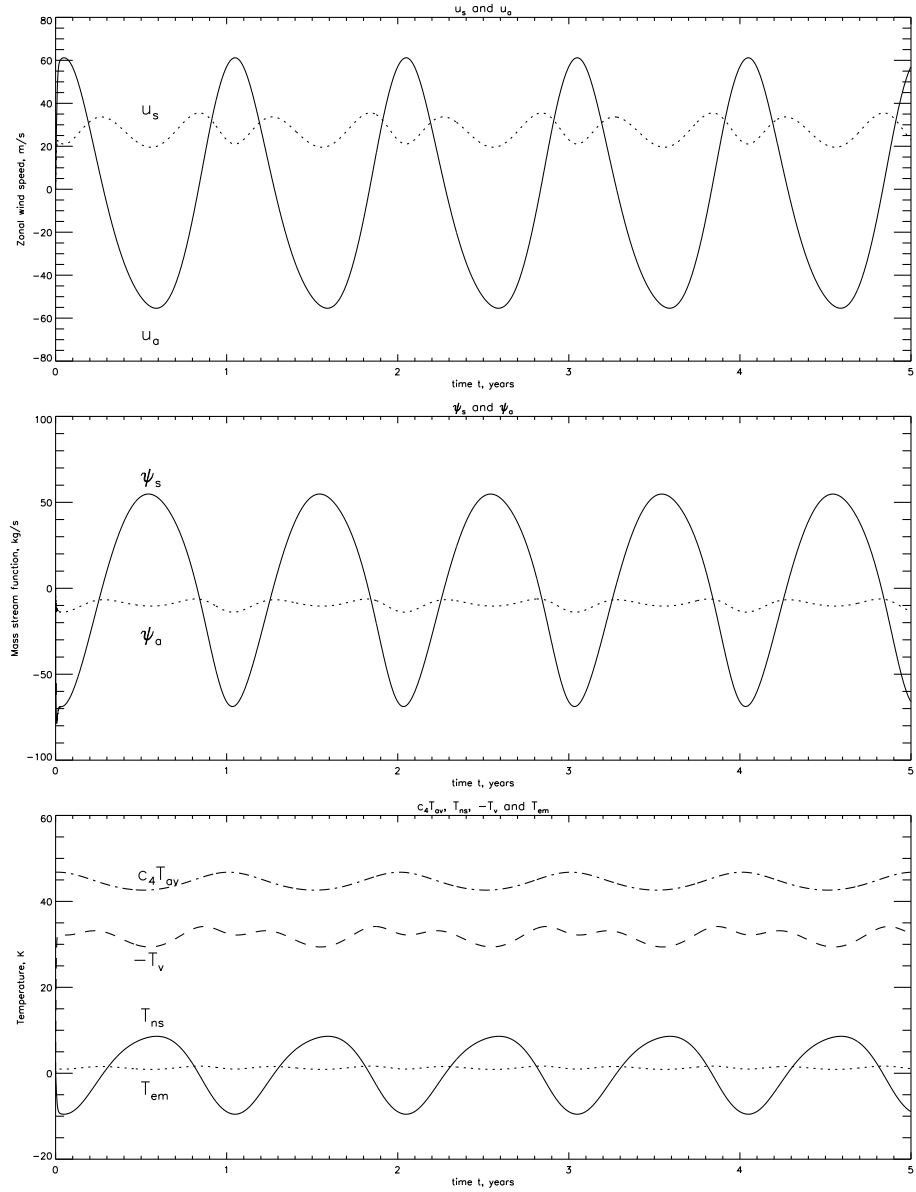 u_s and u_a
Zonal wind speed, m/s
80
60
40
20
0
−20
−40
−60
−80
u_s
u_a
0 1 2 3 4 5
time t, years
ψ_s and ψ_a
Mass stream function, kg/s
100
50
0
−50
−100
ψ_s
ψ_a
0 1 2 3 4 5
time t, years
c_4T_av, T_ns, −T_v and T_em
Temperature, K
60
40
20
0
−20
c_4T_av
−T_v
T_ns
T_em
0 1 2 3 4 5
time t, years